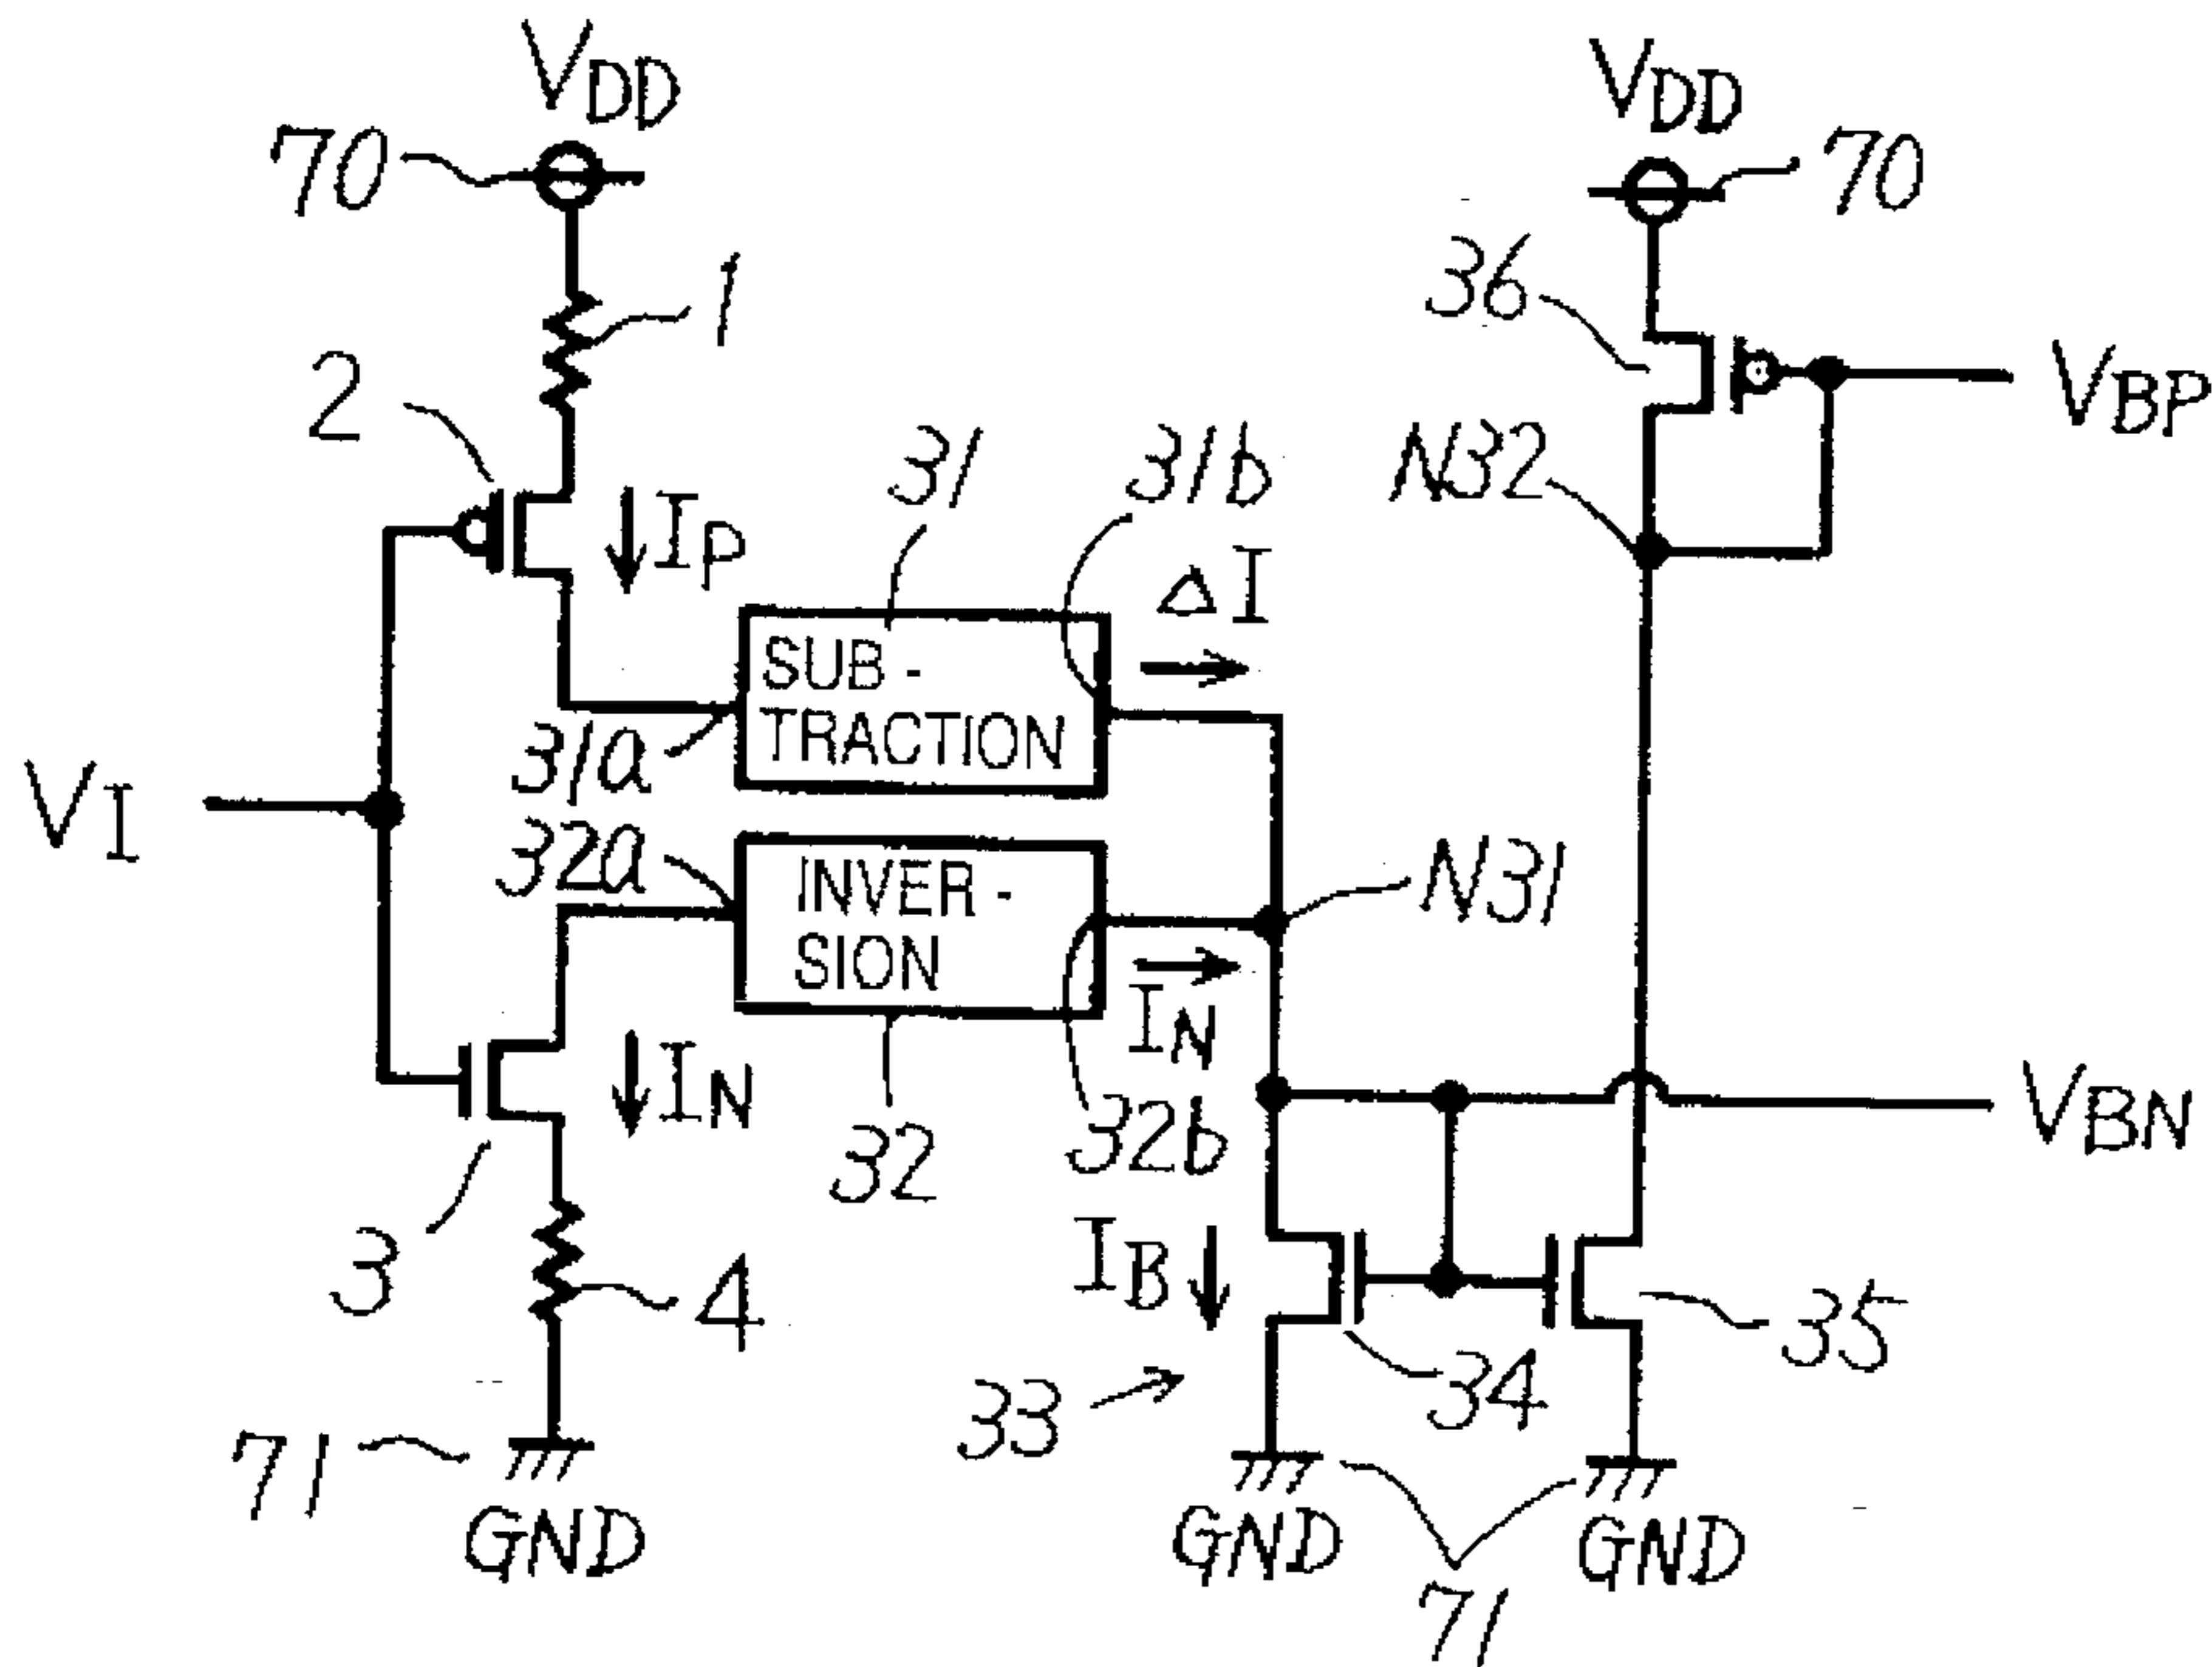 VDD
VDD
70
70
1
36
2
VBP
31
31b
N32
IP
ΔI
SUB -
TRACTION
31a
VI
32a
INVER -
SION
N31
IN
IN
32b
VBN
32
3
4
IB
35
34
33
71
GND
GND
GND
71